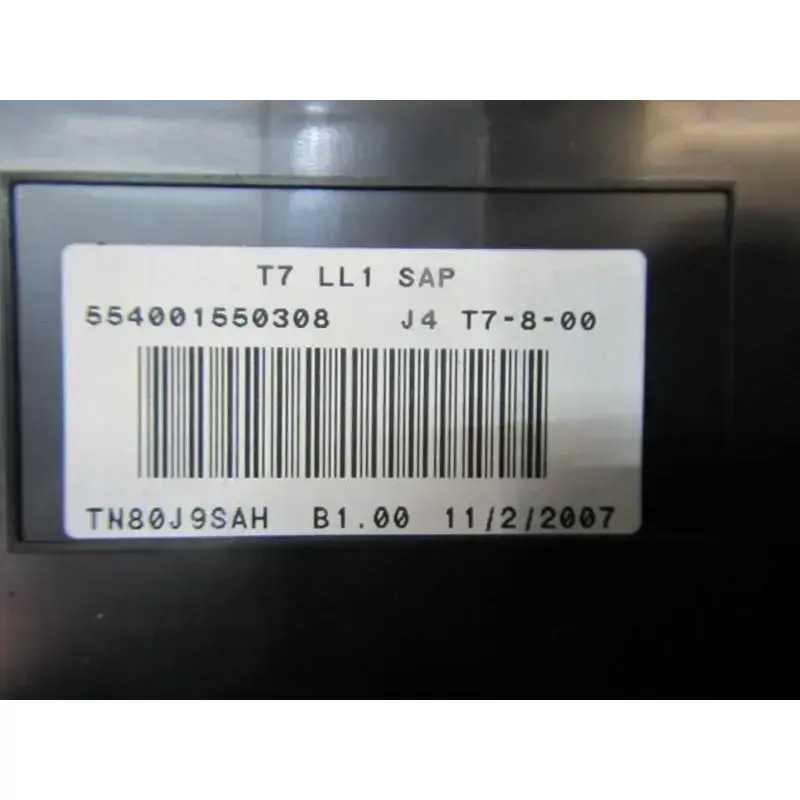 T7 LL1 SAP
554001550308 J4 T7-8-00
TN80J9SAH B1.00 11/2/2007